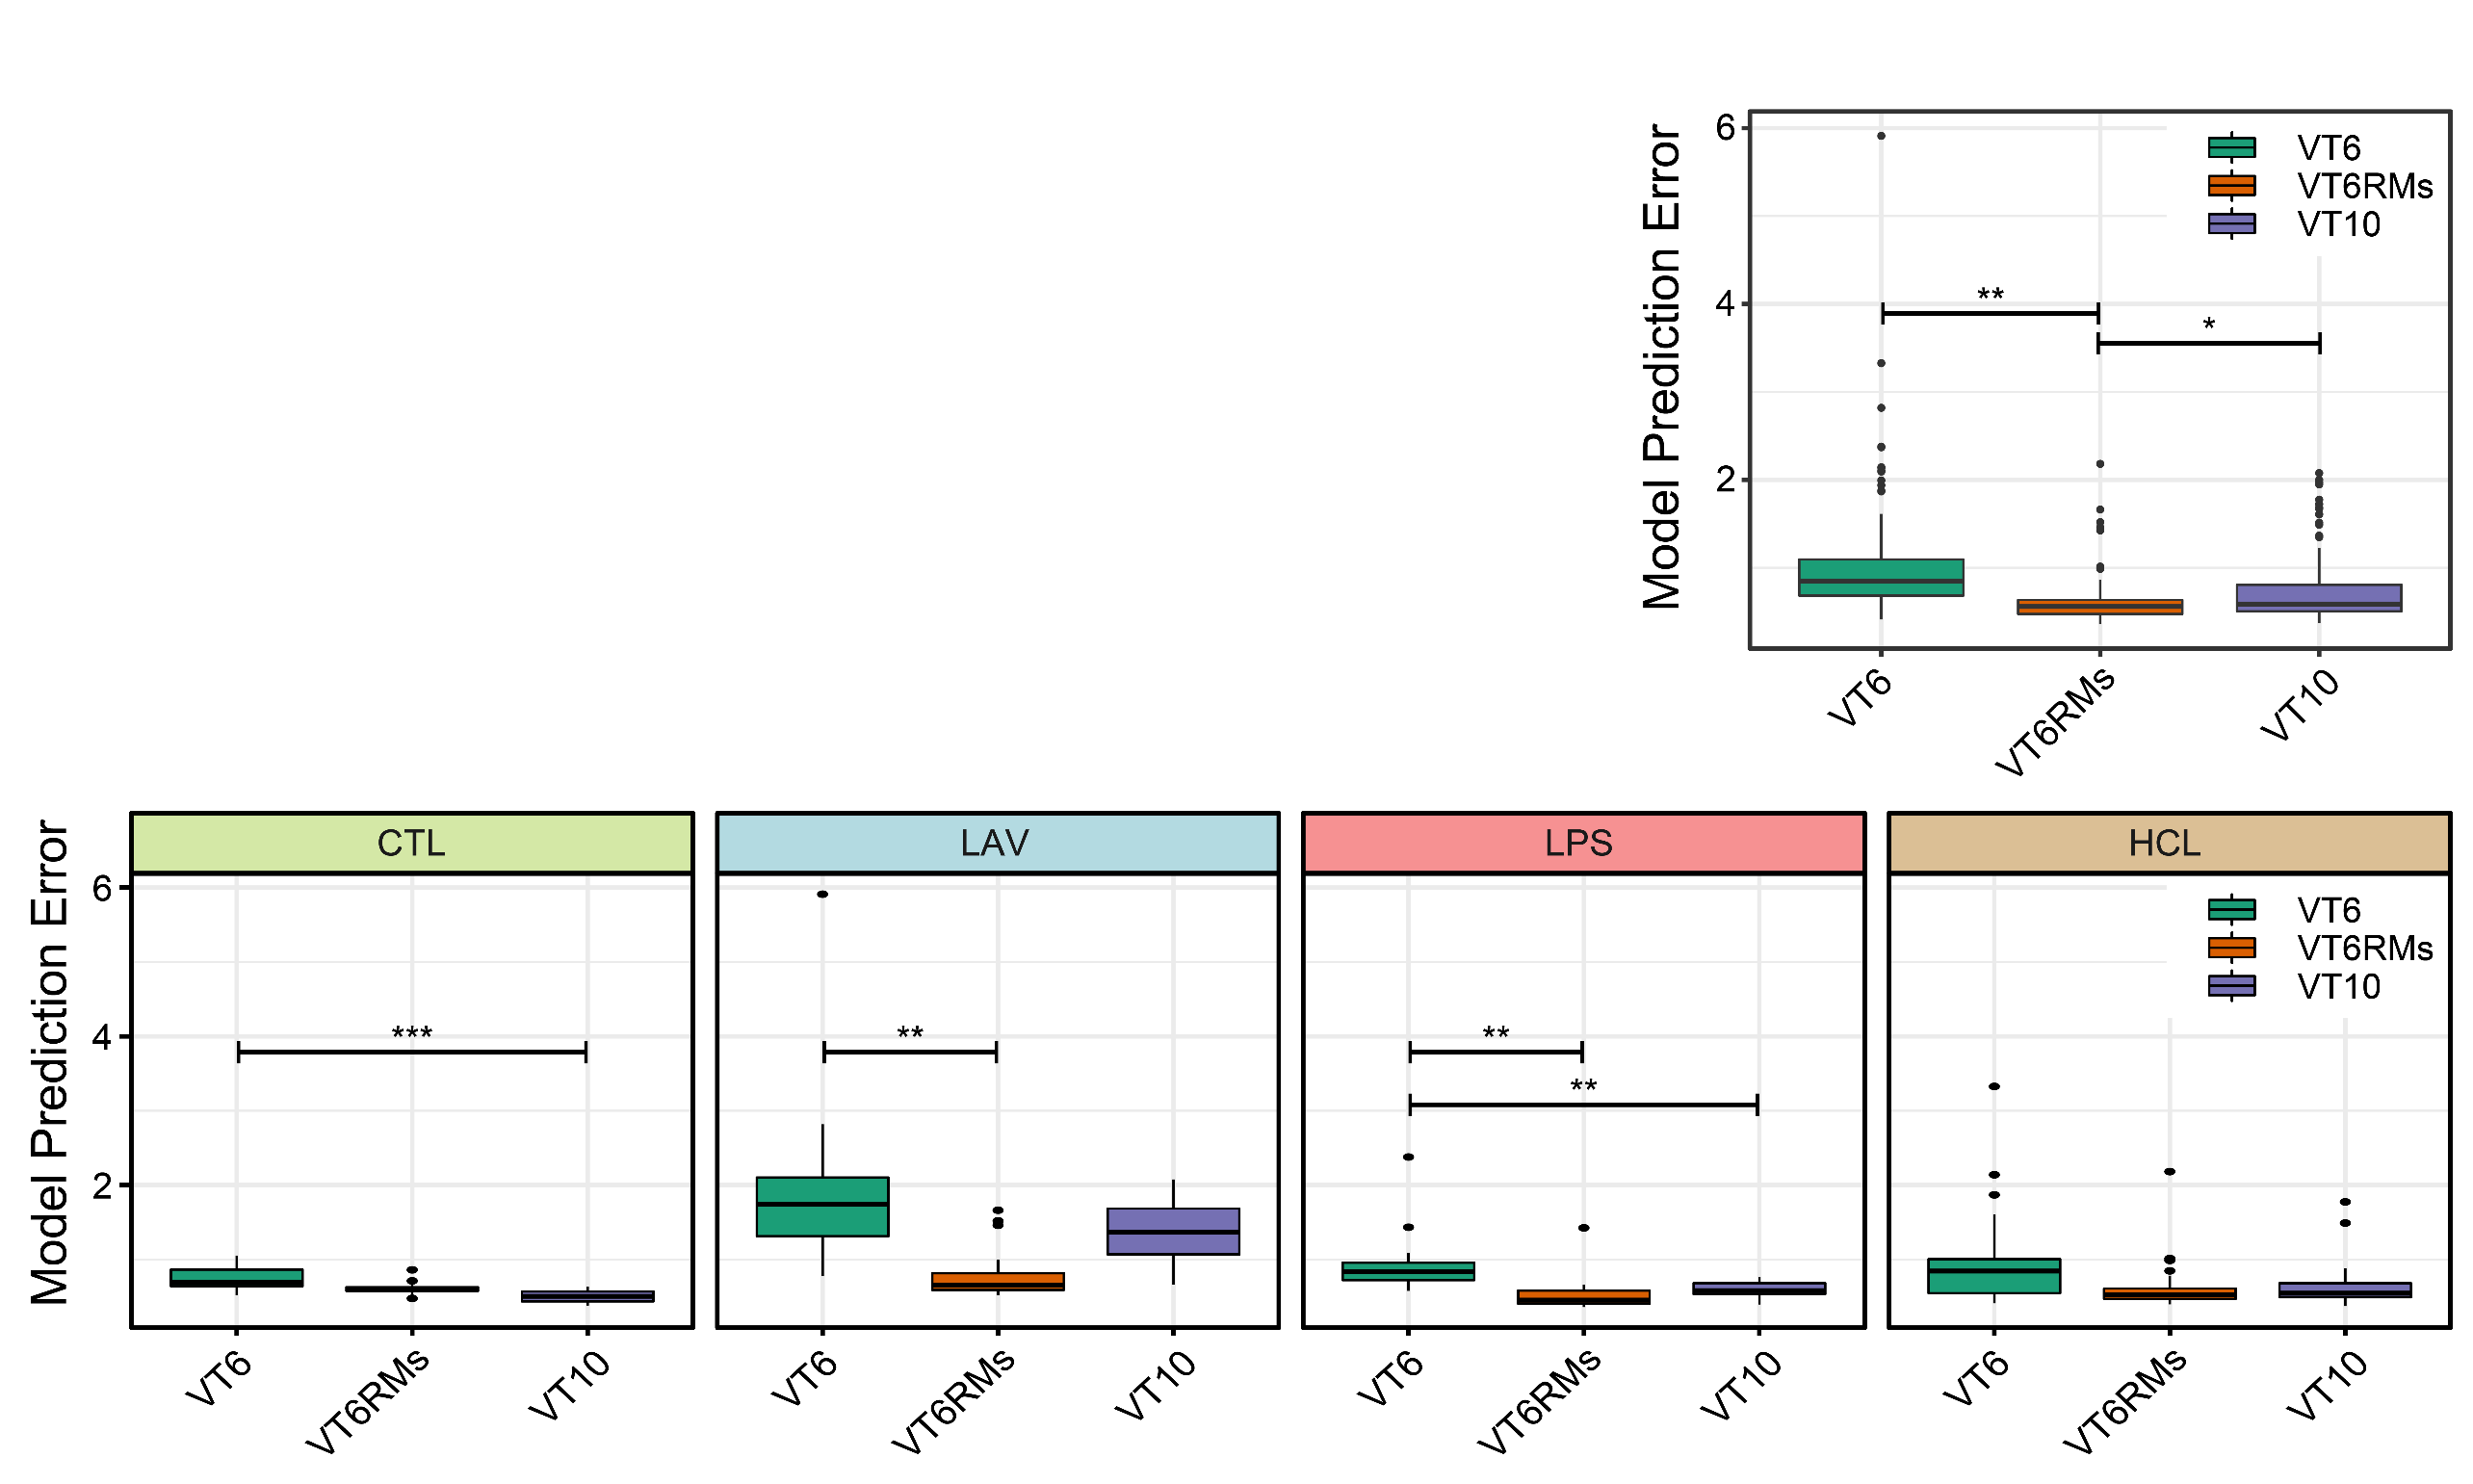 Model Prediction Error
6
4
2
VT6
VT6RMs
VT10
**
*
VT6
VT6RMs
VT10
Model Prediction Error
6
4
2
CTL
LAV
LPS
HCL
VT6
VT6RMs
VT10
***
**
**
**
VT6
VT6RMs
VT10
VT6
VT6RMs
VT10
VT6
VT6RMs
VT10
VT6
VT6RMs
VT10